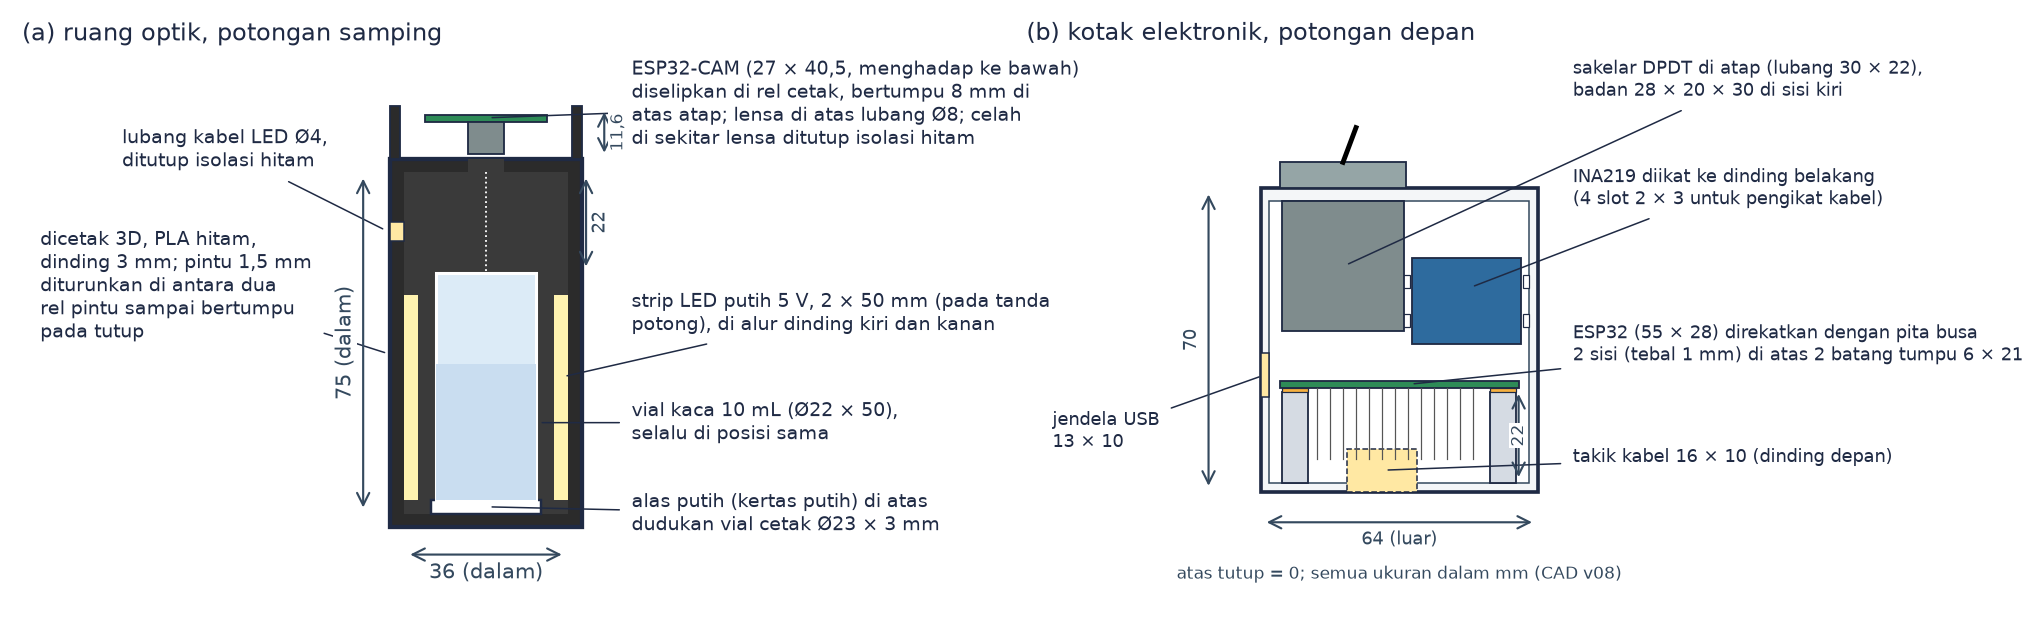 (a) ruang optik, potongan samping
ESP32-CAM (27 × 40,5, menghadap ke bawah)
diselipkan di rel cetak, bertumpu 8 mm di
atas atap; lensa di atas lubang Ø8; celah
di sekitar lensa ditutup isolasi hitam
11,6
lubang kabel LED Ø4,
ditutup isolasi hitam
22
dicetak 3D, PLA hitam,
dinding 3 mm; pintu 1,5 mm
diturunkan di antara dua
rel pintu sampai bertumpu
pada tutup
75 (dalam)
strip LED putih 5 V, 2 × 50 mm (pada tanda
potong), di alur dinding kiri dan kanan
vial kaca 10 mL (Ø22 × 50),
selalu di posisi sama
alas putih (kertas putih) di atas
dudukan vial cetak Ø23 × 3 mm
36 (dalam)
(b) kotak elektronik, potongan depan
sakelar DPDT di atap (lubang 30 × 22),
badan 28 × 20 × 30 di sisi kiri
INA219 diikat ke dinding belakang
(4 slot 2 × 3 untuk pengikat kabel)
70
ESP32 (55 × 28) direkatkan dengan pita busa
2 sisi (tebal 1 mm) di atas 2 batang tumpu 6 × 21
jendela USB
13 × 10
22
takik kabel 16 × 10 (dinding depan)
64 (luar)
atas tutup = 0; semua ukuran dalam mm (CAD v08)